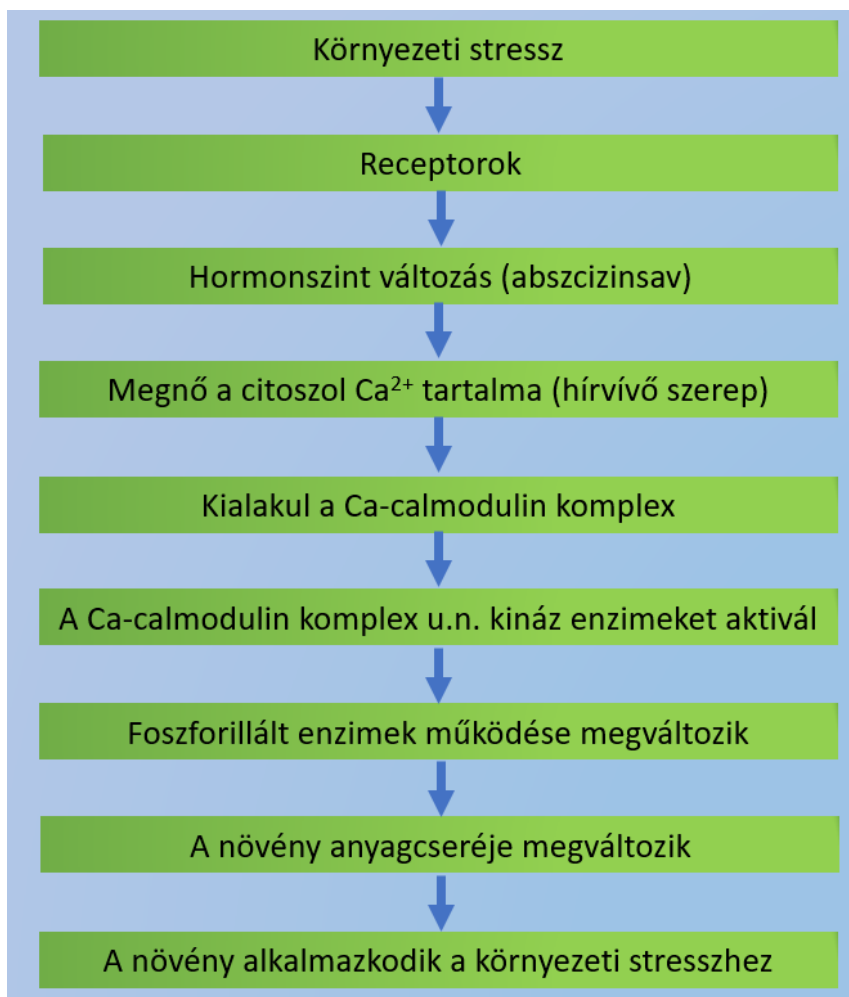 Környezeti stressz
Receptorok
Hormonszint változás (abszcizinsav)
Megnő a citoszol Ca²⁺ tartalma (hírvívő szerep)
Kialakul a Ca-calmodulin komplex
A Ca-calmodulin komplex u.n. kináz enzimeket aktivál
Foszforillált enzimek működése megváltozik
A növény anyagcseréje megváltozik
A növény alkalmazkodik a környezeti stresszhez